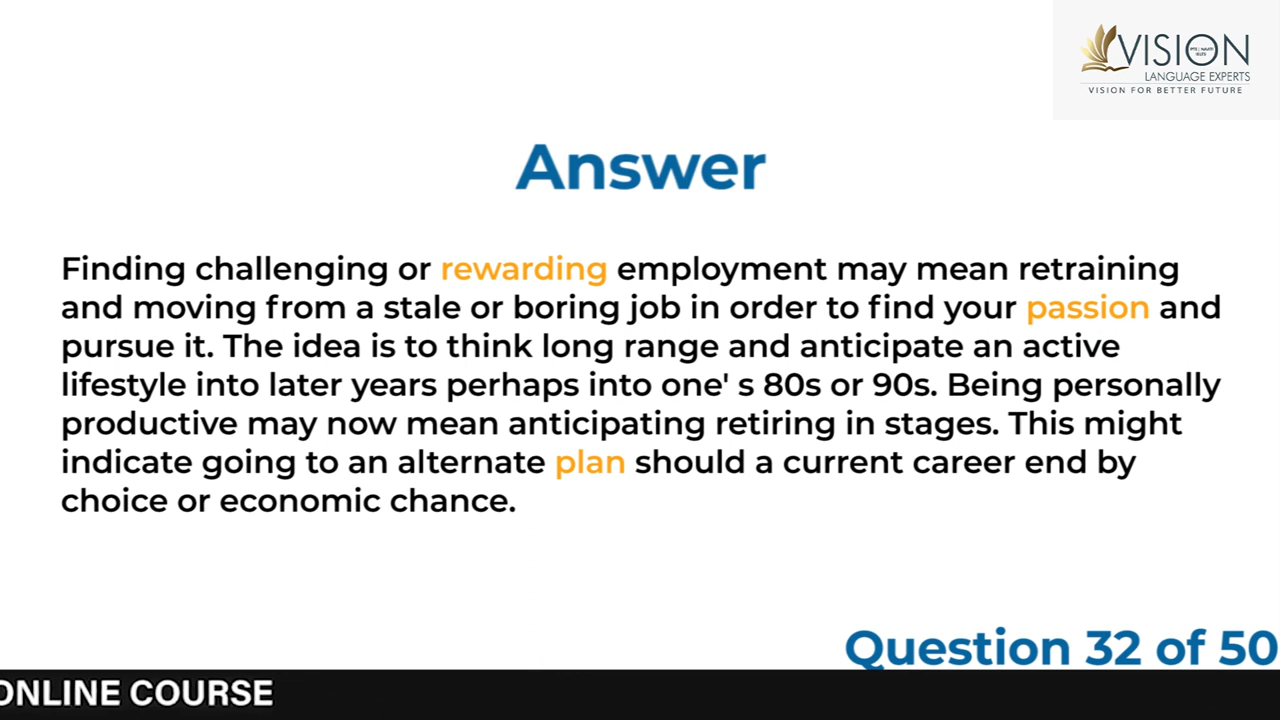 VISION
LANGUAGE EXPERTS
VISION FOR BETTER FUTURE
Answer
Finding challenging or rewarding employment may mean retraining
and moving from a stale or boring job in order to find your passion and
pursue it. The idea is to think long range and anticipate an active
lifestyle into later years perhaps into one' s 80s or 90s. Being personally
productive may now mean anticipating retiring in stages. This might
indicate going to an alternate plan should a current career end by
choice or economic chance.
Question 32 of 50
ONLINE COURSE